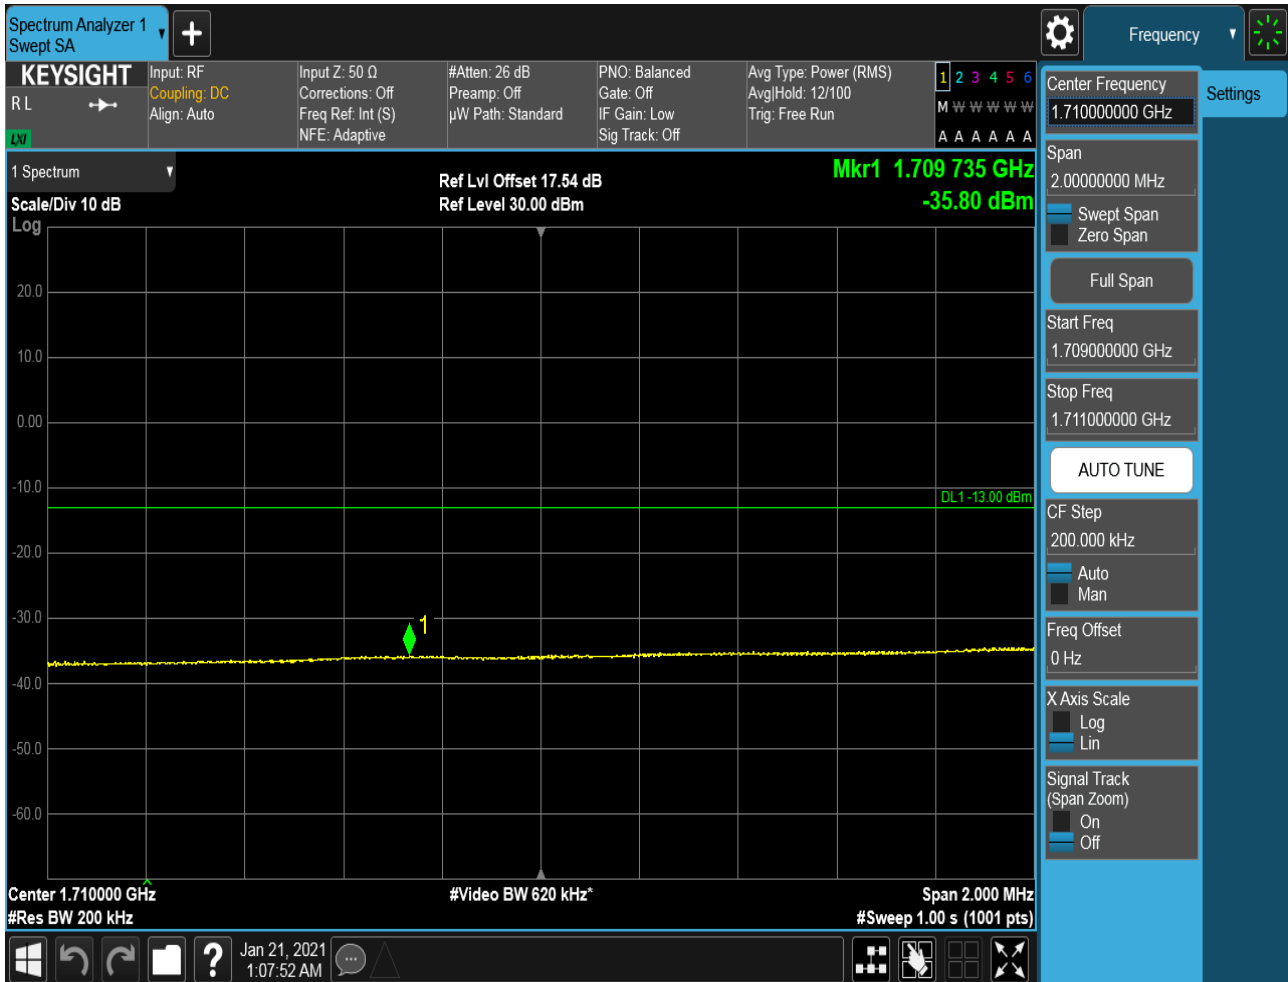 Spectrum Analyzer 1
Swept SA
+
Frequency
KEYSIGHT
R L
LXI
Input: RF
Coupling: DC
Align: Auto
Input Z: 50 Ω
Corrections: Off
Freq Ref: Int (S)
NFE: Adaptive
#Atten: 26 dB
Preamp: Off
µW Path: Standard
PNO: Balanced
Gate: Off
IF Gain: Low
Sig Track: Off
Avg Type: Power (RMS)
Avg|Hold: 12/100
Trig: Free Run
1 2 3 4 5 6
M W W W W W
A A A A A A
1 Spectrum
Scale/Div 10 dB
Log
Ref Lvl Offset 17.54 dB
Ref Level 30.00 dBm
Mkr1 1.709 735 GHz
-35.80 dBm
20.0
10.0
0.00
-10.0
DL1 -13.00 dBm
-20.0
-30.0
1
-40.0
-50.0
-60.0
Center 1.710000 GHz
#Video BW 620 kHz*
Span 2.000 MHz
#Res BW 200 kHz
#Sweep 1.00 s (1001 pts)
Jan 21, 2021
1:07:52 AM
?
Center Frequency
1.710000000 GHz
Settings
Span
2.00000000 MHz
Swept Span
Zero Span
Full Span
Start Freq
1.709000000 GHz
Stop Freq
1.711000000 GHz
AUTO TUNE
CF Step
200.000 kHz
Auto
Man
Freq Offset
0 Hz
X Axis Scale
Log
Lin
Signal Track
(Span Zoom)
On
Off